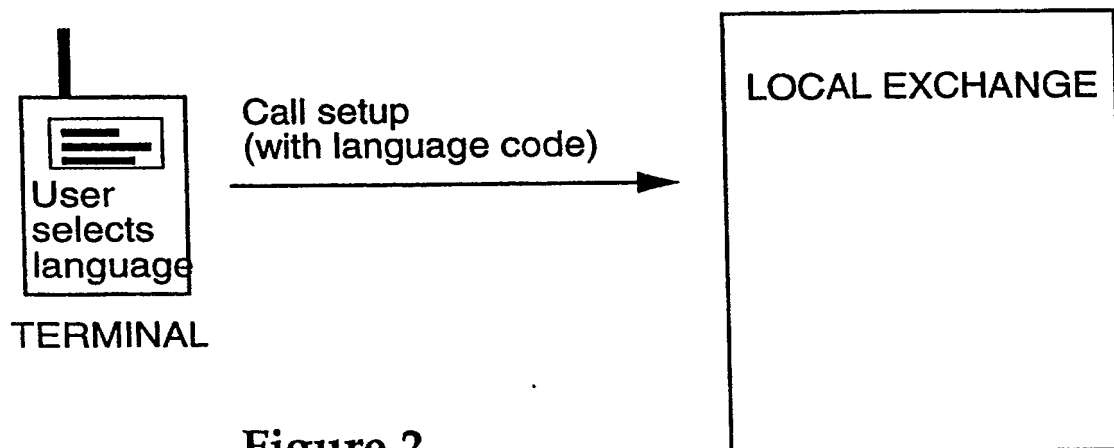 User
selects
language
TERMINAL
Call setup
(with language code)
LOCAL EXCHANGE
Figure 2